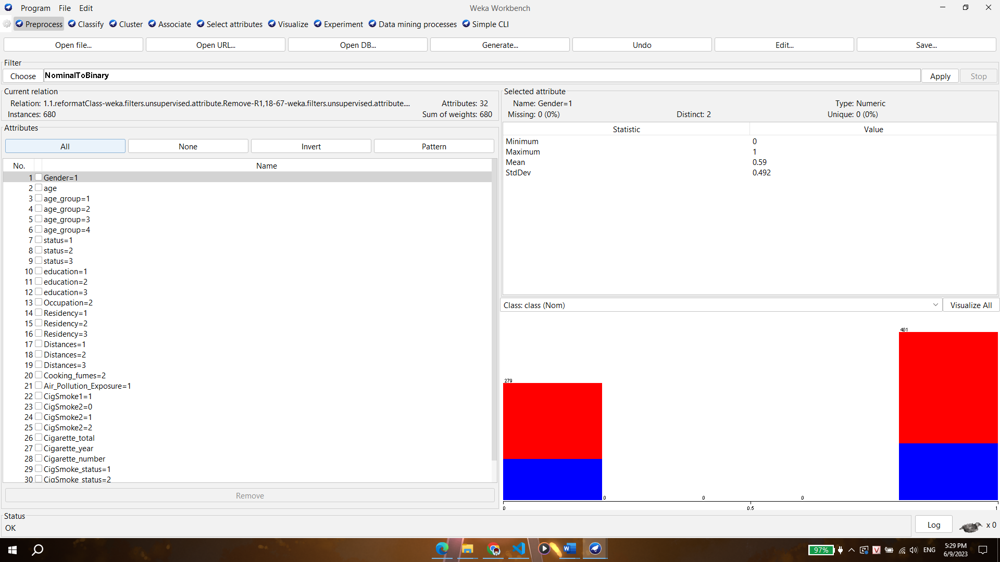 Program File Edit Weka Workbench
Preprocess Classify Cluster Associate Select attributes Visualize Experiment Data mining processes Simple CLI
Open file... Open URL... Open DB... Generate... Undo Edit... Save...
Filter
Choose NominalToBinary Apply Stop
Current relation
Relation: 1.1.reformatClass-weka.filters.unsupervised.attribute.Remove-R1,18-67-weka.filters.unsupervised.attribute.... Attributes: 32
Instances: 680 Sum of weights: 680
Attributes
All None Invert Pattern
No. Name
1 Gender=1
2 age
3 age_group=1
4 age_group=2
5 age_group=3
6 age_group=4
7 status=1
8 status=2
9 status=3
10 education=1
11 education=2
12 education=3
13 Occupation=2
14 Residency=1
15 Residency=2
16 Residency=3
17 Distances=1
18 Distances=2
19 Distances=3
20 Cooking_fumes=2
21 Air_Pollution_Exposure=1
22 CigSmoke1=1
23 CigSmoke2=0
24 CigSmoke2=1
25 CigSmoke2=2
26 Cigarette_total
27 Cigarette_year
28 Cigarette_number
29 CigSmoke_status=1
30 CigSmoke_status=2
Remove
Selected attribute
Name: Gender=1 Type: Numeric
Missing: 0 (0%) Distinct: 2 Unique: 0 (0%)
Statistic Value
Minimum 0
Maximum 1
Mean 0.59
StdDev 0.492
Class: class (Nom) Visualize All
401
279
0 0 0
0 0.5 1
Status
OK
Log x 0
97% ENG 5:29 PM
6/9/2023